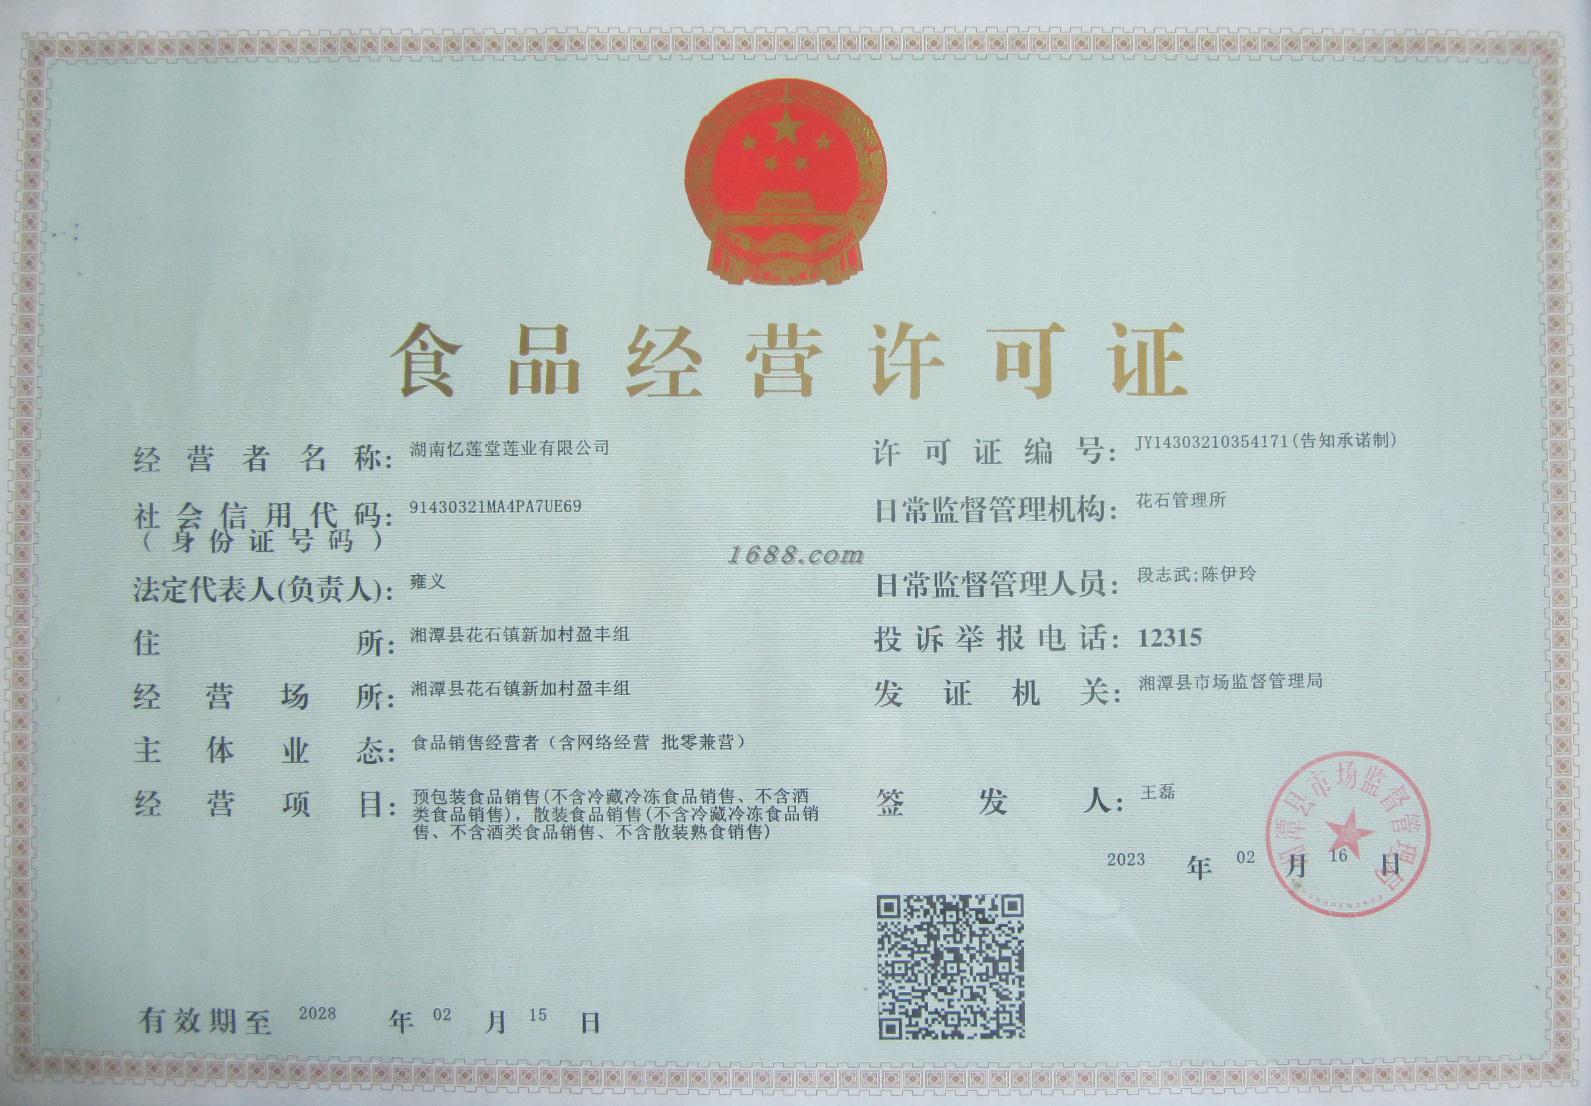 食品经营许可证
经营者名称：湖南忆莲堂莲业有限公司
社会信用代码：91430321MA4PA7UE69
（身份证号码）
法定代表人(负责人)：雍义
住所：湘潭县花石镇新加村盈丰组
经营场所：湘潭县花石镇新加村盈丰组
主体业态：食品销售经营者（含网络经营 批零兼营）
经营项目：预包装食品销售(不含冷藏冷冻食品销售、不含酒
类食品销售)，散装食品销售(不含冷藏冷冻食品销
售、不含酒类食品销售、不含散装熟食销售)
有效期至 2028 年 02 月 15 日
许可证编号：JY14303210354171(告知承诺制)
日常监督管理机构：花石管理所
日常监督管理人员：段志武;陈伊玲
投诉举报电话：12315
发证机关：湘潭县市场监督管理局
签发人：王磊
2023 年 02 月 16 日
湘潭县市场监督管理局
1688.com